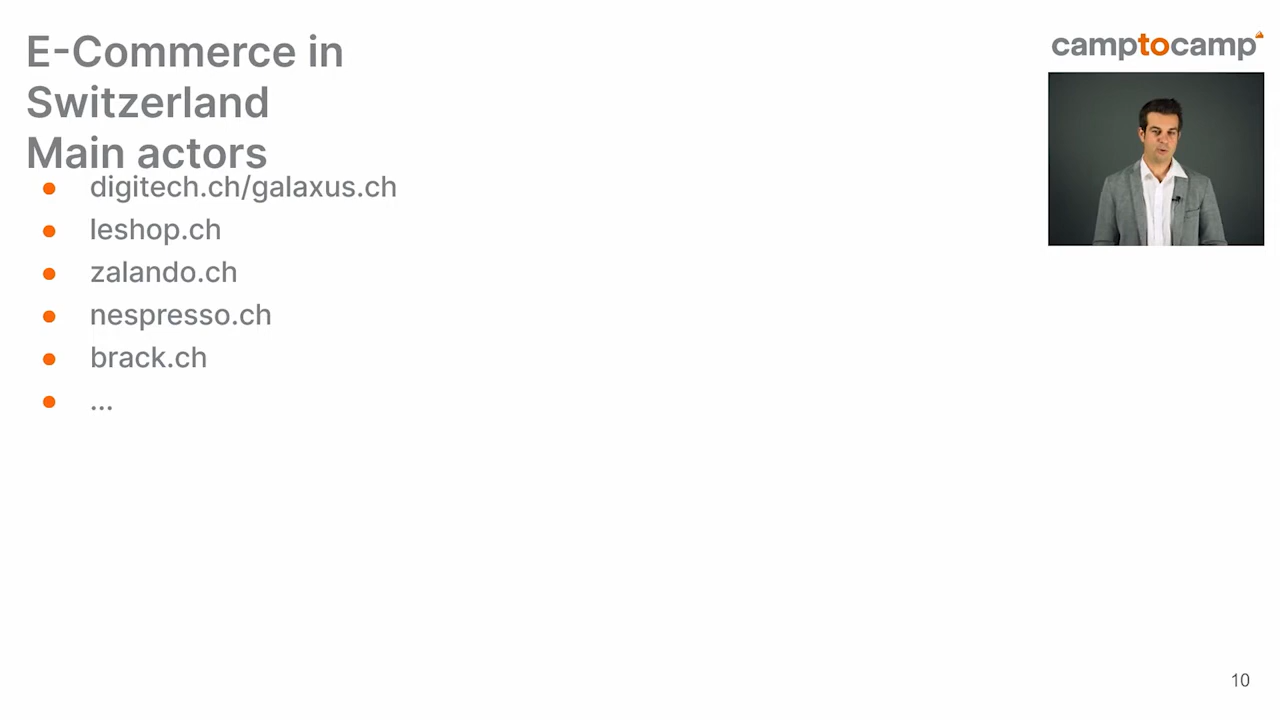 E-Commerce in
Switzerland
Main actors
camptocamp
digitech.ch/galaxus.ch
leshop.ch
zalando.ch
nespresso.ch
brack.ch
...
10